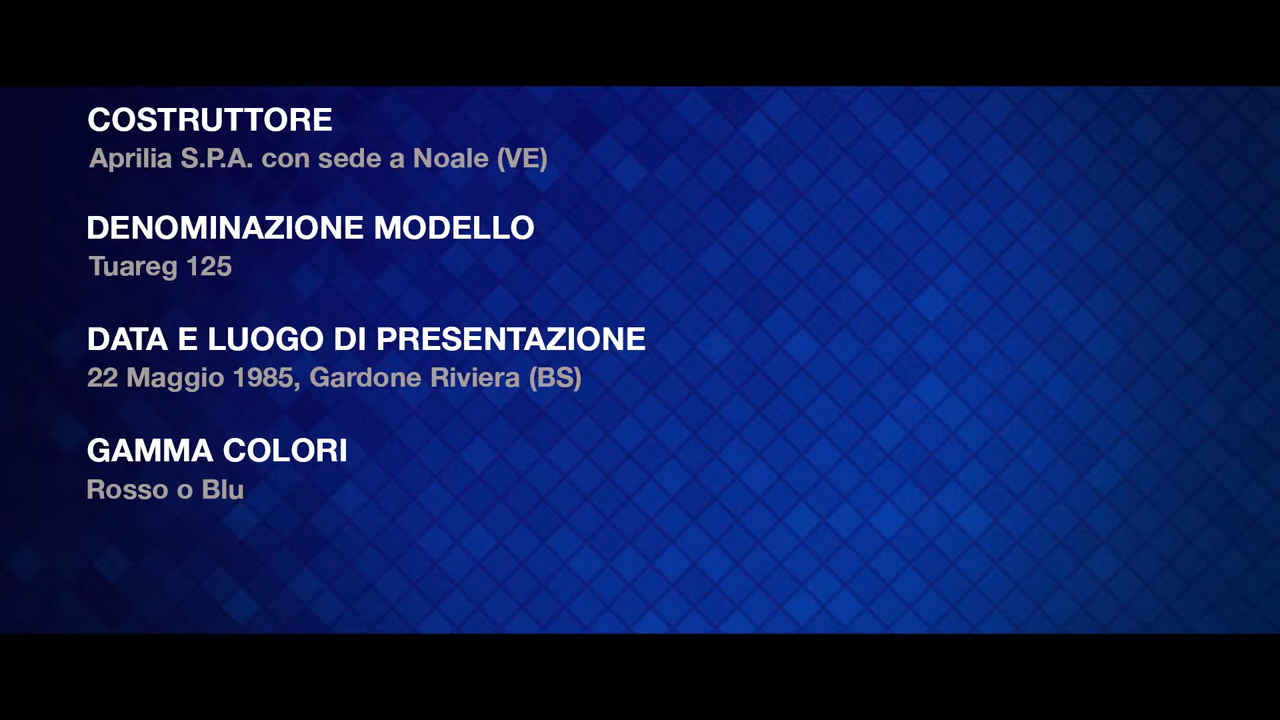 COSTRUTTORE
Aprilia S.P.A. con sede a Noale (VE)
DENOMINAZIONE MODELLO
Tuareg 125
DATA E LUOGO DI PRESENTAZIONE
22 Maggio 1985, Gardone Riviera (BS)
GAMMA COLORI
Rosso o Blu